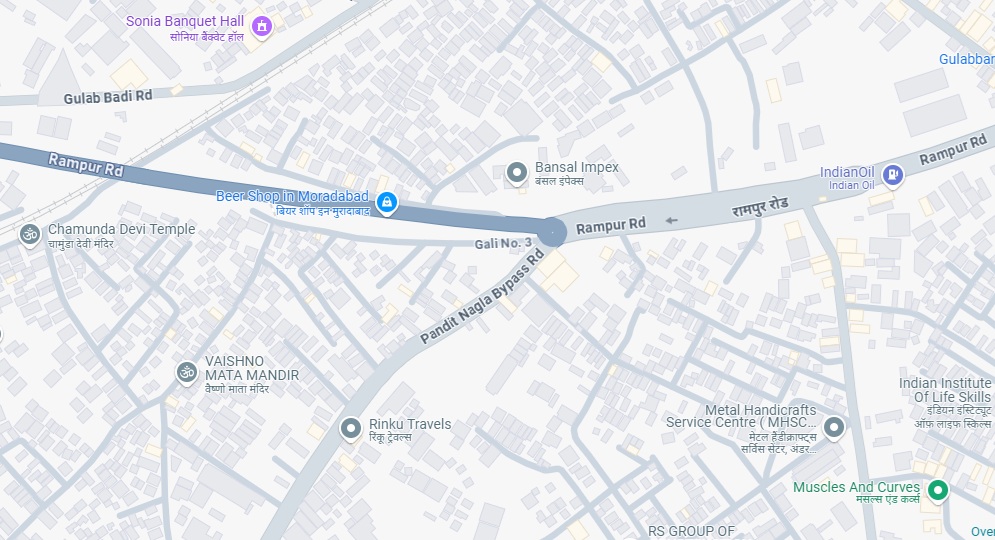 Sonia Banquet Hall
सोनिया बैंक्वेट हॉल
Gulabbar
Gulab Badi Rd
Rampur Rd
Rampur Rd
Bansal Impex
बंसल इंपेक्स
IndianOil
Indian Oil
Beer Shop in Moradabad
बियर शॉप इन मुरादाबाद
रामपुर रोड
Rampur Rd
Chamunda Devi Temple
चामुंडा देवी मंदिर
Gali No. 3
Pandit Nagla Bypass Rd
VAISHNO
MATA MANDIR
वैष्णो माता मंदिर
Indian Institute
Of Life Skills
इंडियन इंस्टिट्यूट
ऑफ़ लाइफ स्किल्स
Metal Handicrafts
Service Centre ( MHSC...
मेटल हैंडीक्राफ्ट्स
सर्विस सेंटर, अंडर...
Rinku Travels
रिंकू ट्रेवल्स
Muscles And Curves
मसल्स एंड कर्व्स
RS GROUP OF
Over